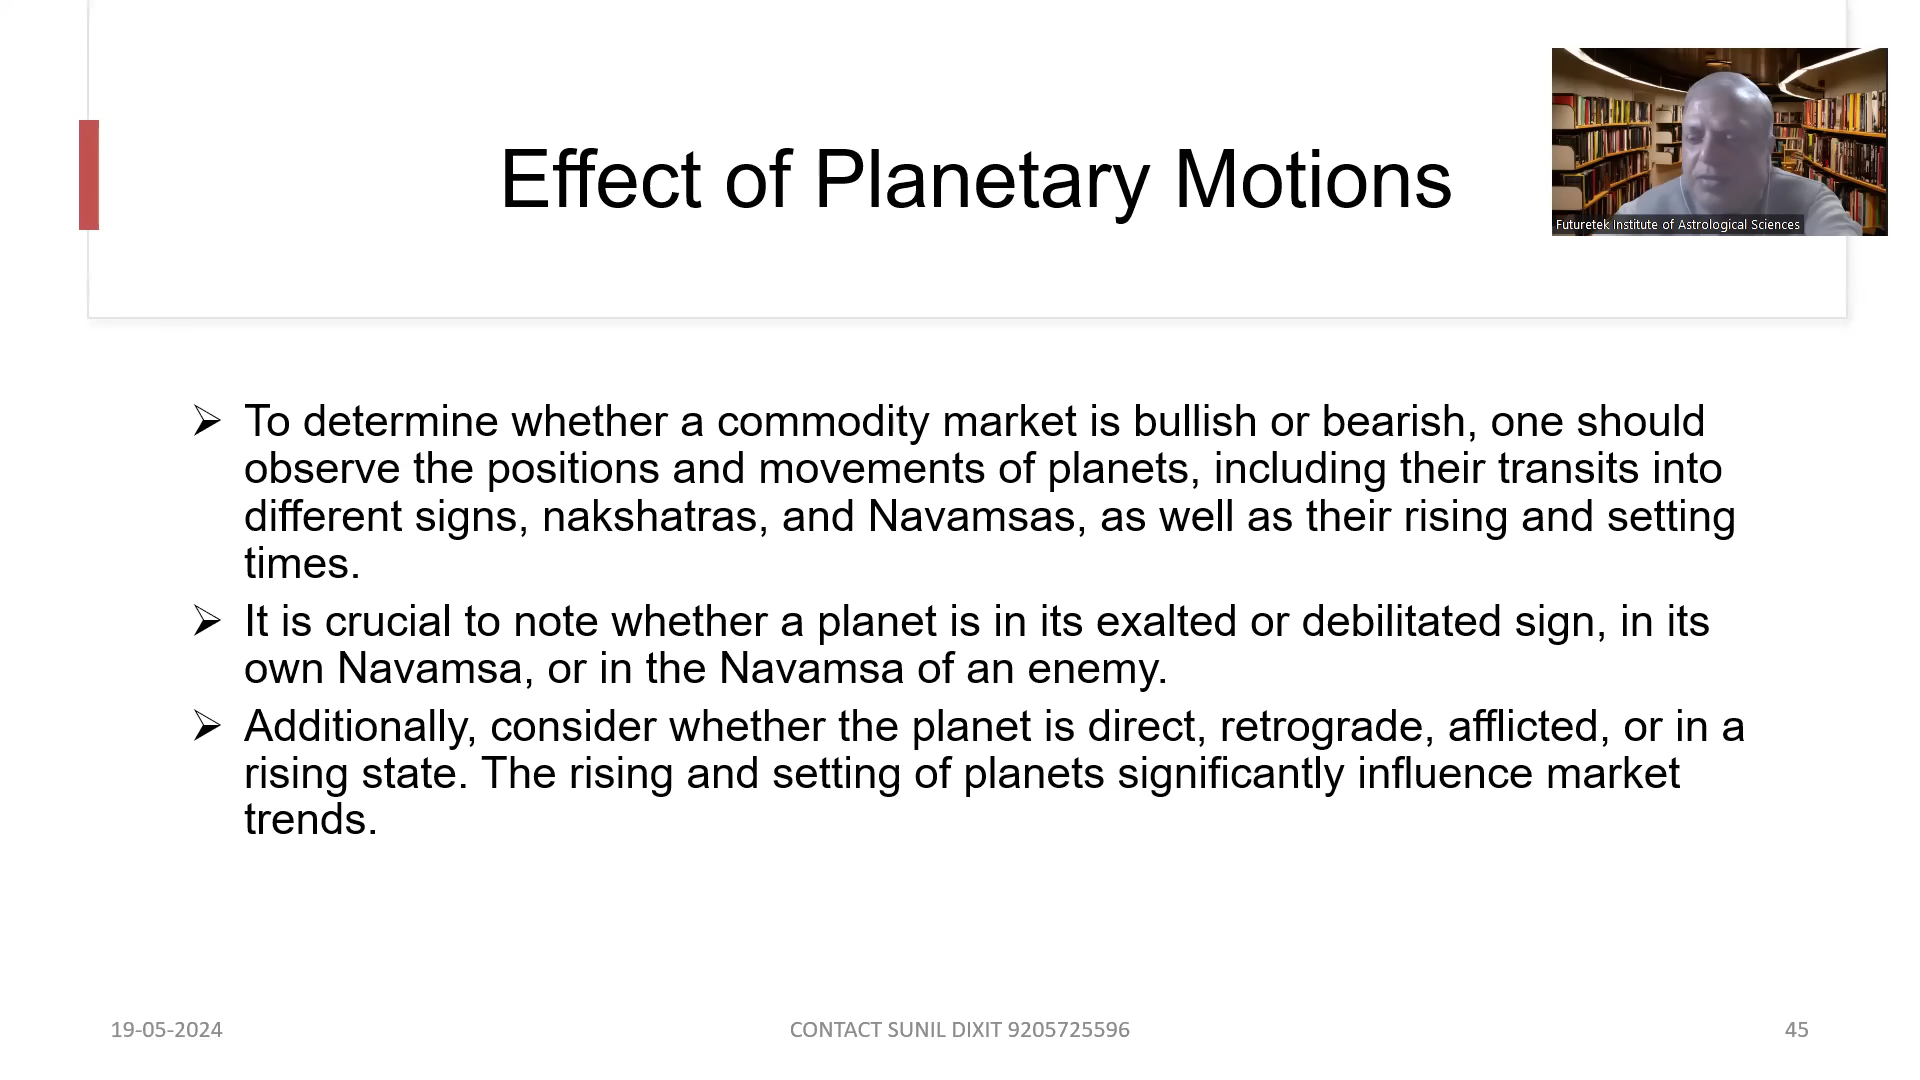 Effect of Planetary Motions
Futuretek Institute of Astrological Sciences
➢ To determine whether a commodity market is bullish or bearish, one should
observe the positions and movements of planets, including their transits into
different signs, nakshatras, and Navamsas, as well as their rising and setting
times.
➢ It is crucial to note whether a planet is in its exalted or debilitated sign, in its
own Navamsa, or in the Navamsa of an enemy.
➢ Additionally, consider whether the planet is direct, retrograde, afflicted, or in a
rising state. The rising and setting of planets significantly influence market
trends.
19-05-2024
CONTACT SUNIL DIXIT 9205725596
45